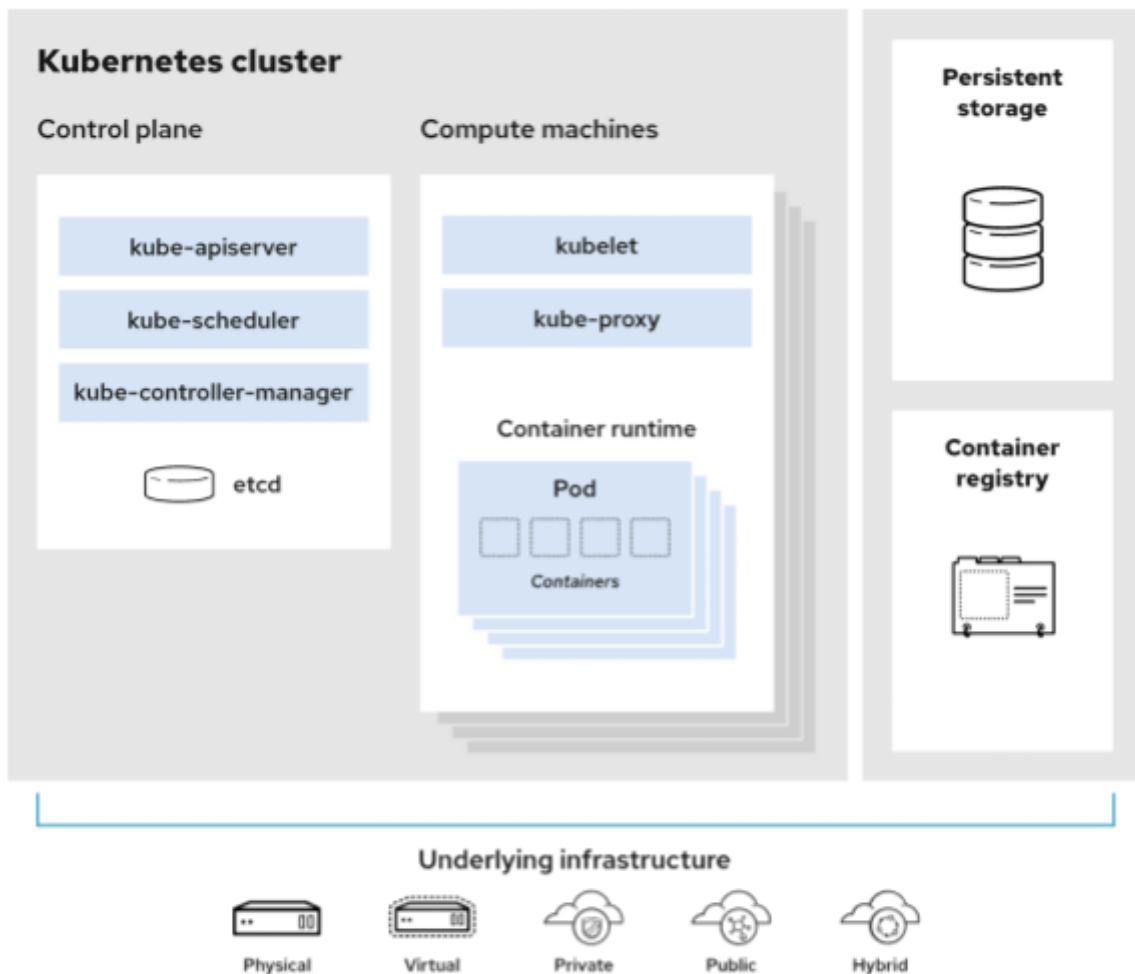 Kubernetes cluster
Control plane
kube-apiserver
kube-scheduler
kube-controller-manager
etcd
Compute machines
kubelet
kube-proxy
Container runtime
Pod
Containers
Persistent
storage
Container
registry
Underlying infrastructure
Physical
Virtual
Private
Public
Hybrid